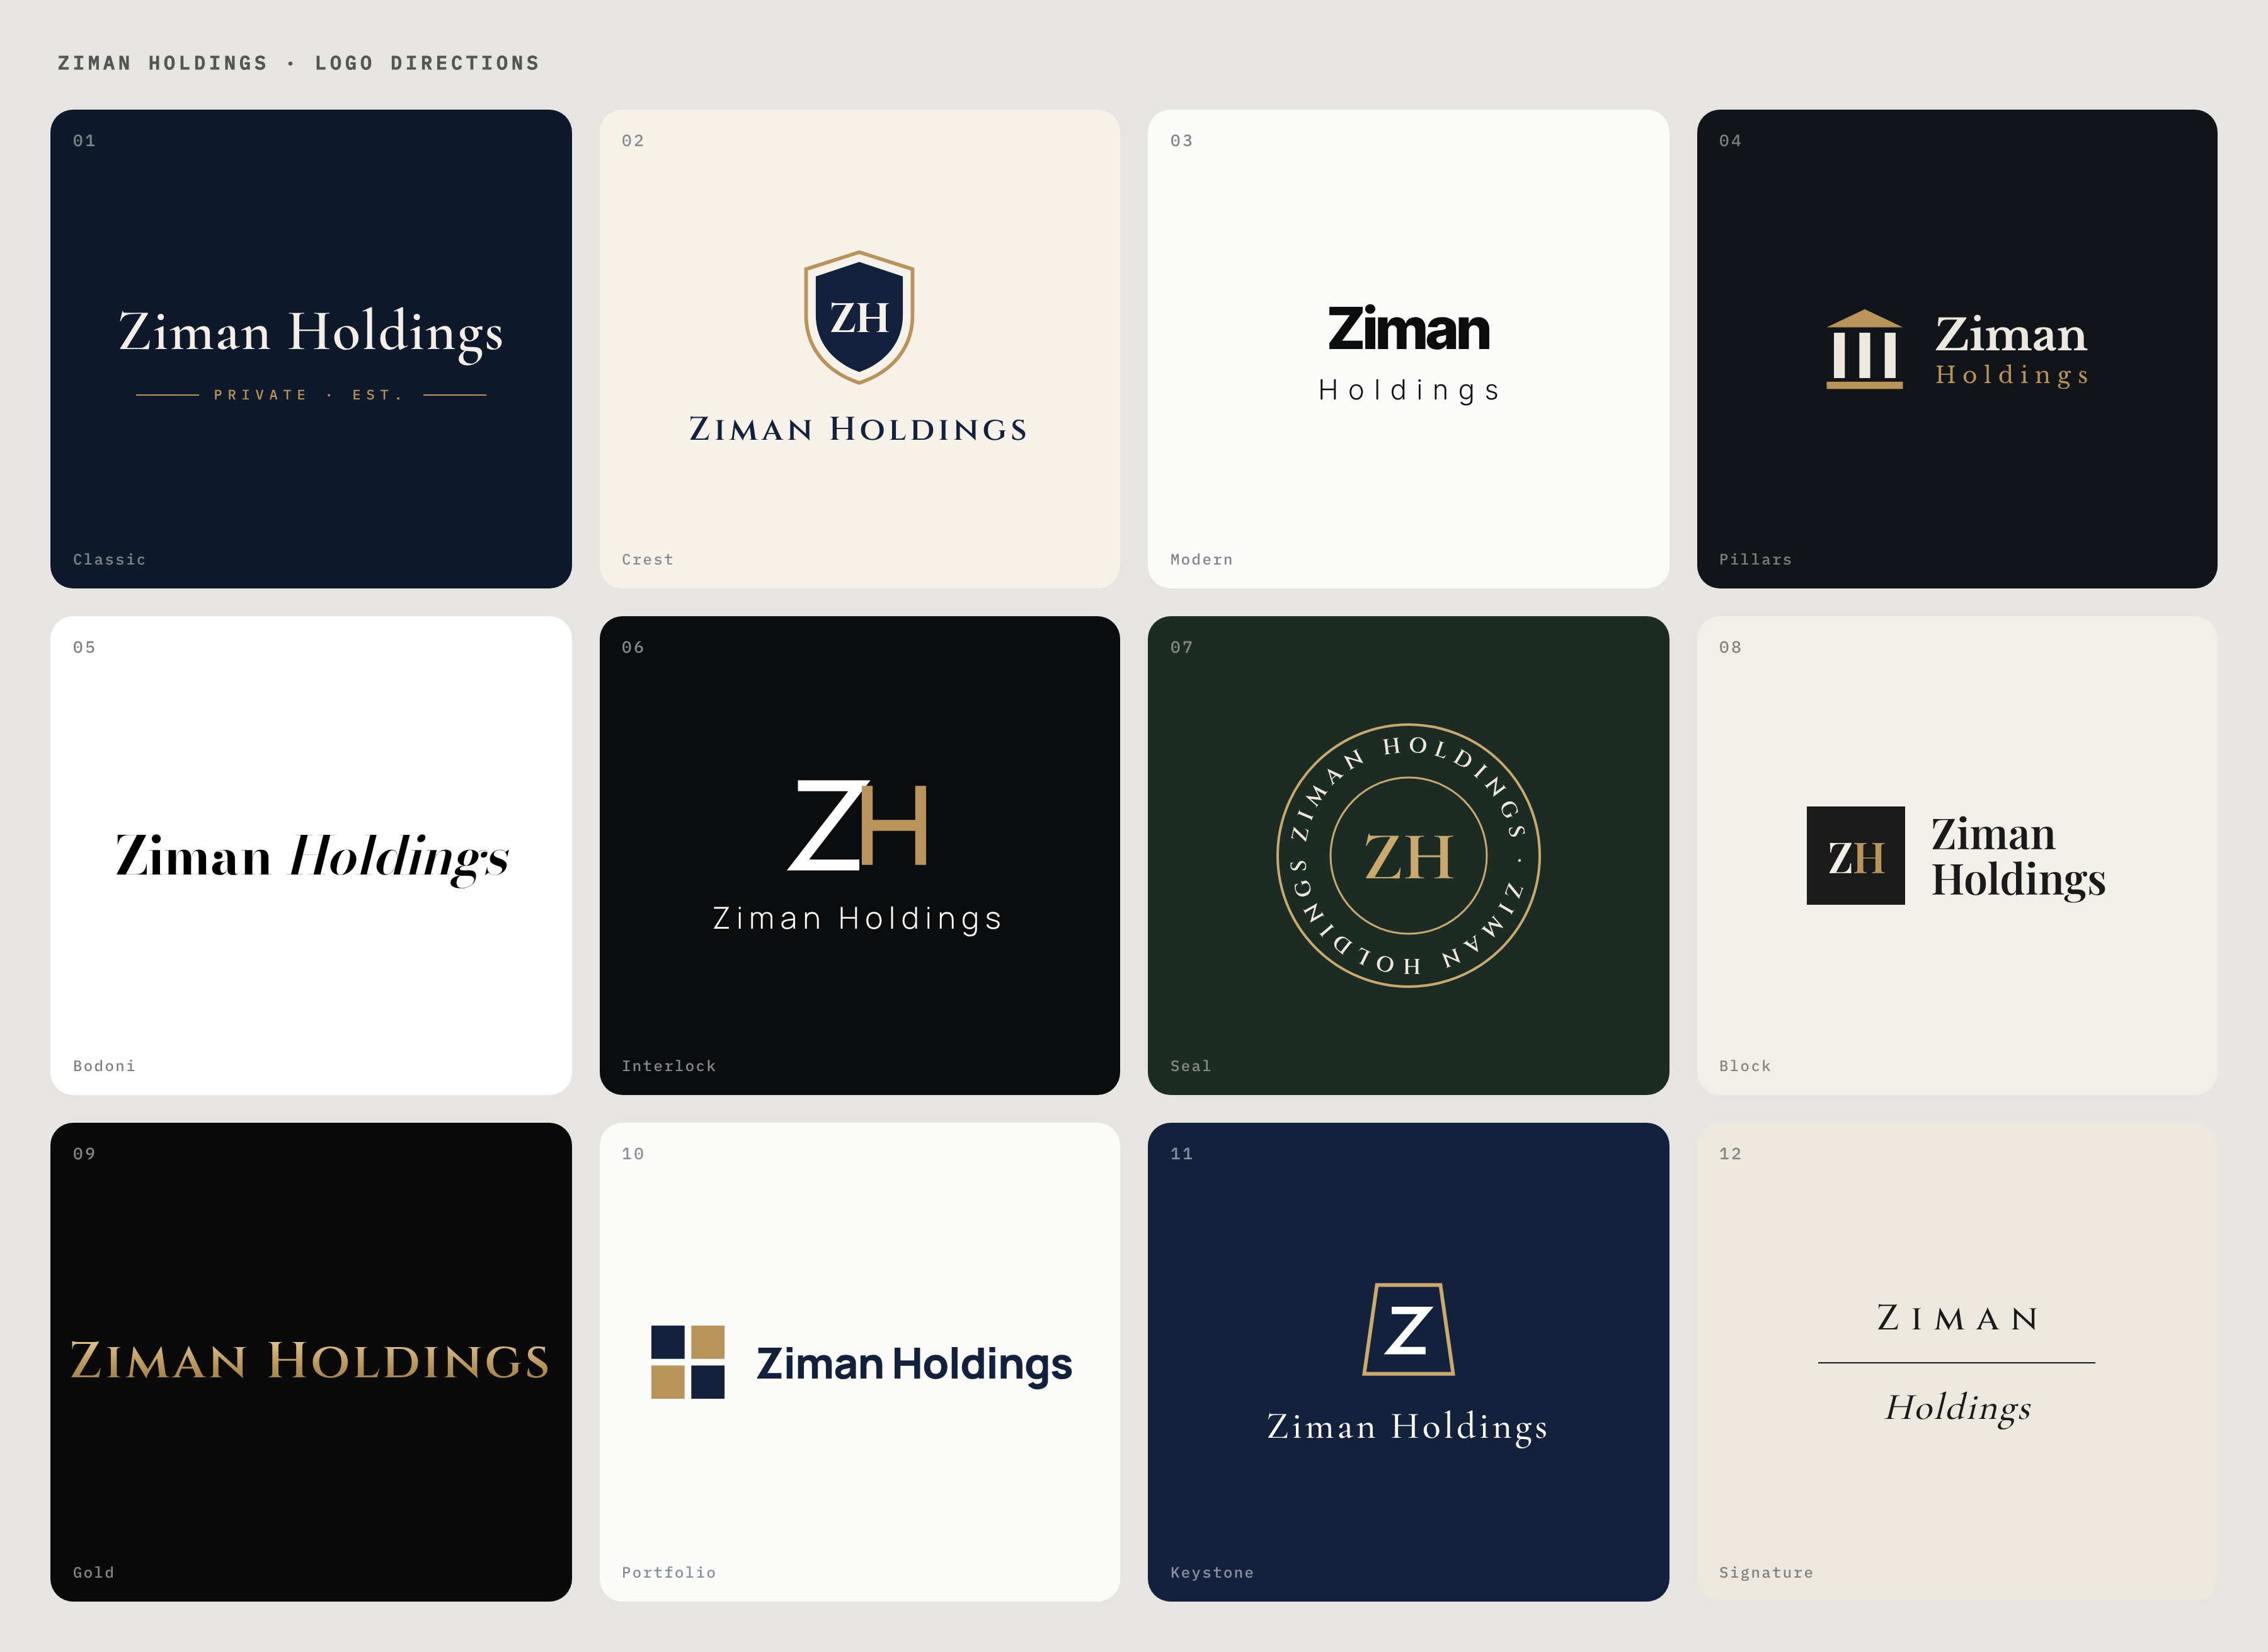 ZIMAN HOLDINGS · LOGO DIRECTIONS
01
Ziman Holdings
PRIVATE · EST.
Classic
02
ZH
ZIMAN HOLDINGS
Crest
03
Ziman
Holdings
Modern
04
Ziman
Holdings
Pillars
05
Ziman Holdings
Bodoni
06
ZH
Ziman Holdings
Interlock
07
ZIMAN HOLDINGS · ZIMAN HOLDINGS
ZH
Seal
08
ZH
Ziman
Holdings
Block
09
ZIMAN HOLDINGS
Gold
10
Ziman Holdings
Portfolio
11
Z
Ziman Holdings
Keystone
12
ZIMAN
Holdings
Signature